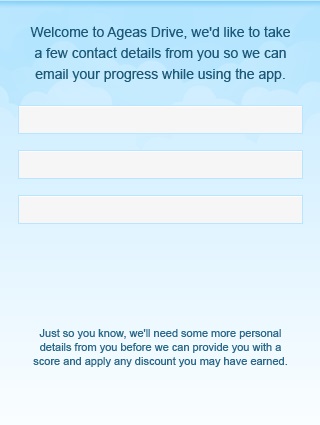 Welcome to Ageas Drive, we'd like to take
a few contact details from you so we can
email your progress while using the app.
Just so you know, we'll need some more personal
details from you before we can provide you with a
score and apply any discount you may have earned.